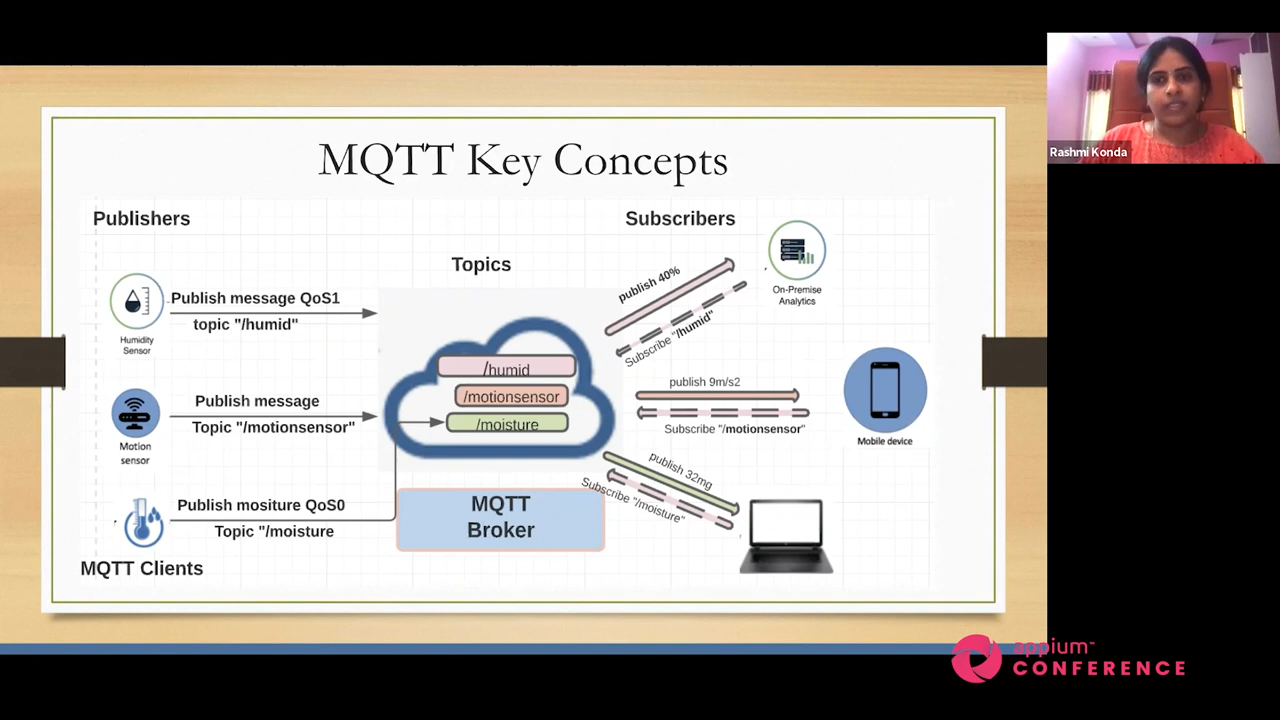 MQTT Key Concepts
Publishers
Subscribers
Topics
Publish message QoS1
topic "/humid"
Humidity
Sensor
Publish message
Topic "/motionsensor"
Motion
sensor
Publish mositure QoS0
Topic "/moisture
MQTT Clients
/humid
/motionsensor
/moisture
MQTT
Broker
publish 40%
Subscribe "/humid"
On-Premise
Analytics
publish 9m/s2
Subscribe "/motionsensor"
Mobile device
publish 32mg
Subscribe "/moisture"
Rashmi Konda
appium™
CONFERENCE